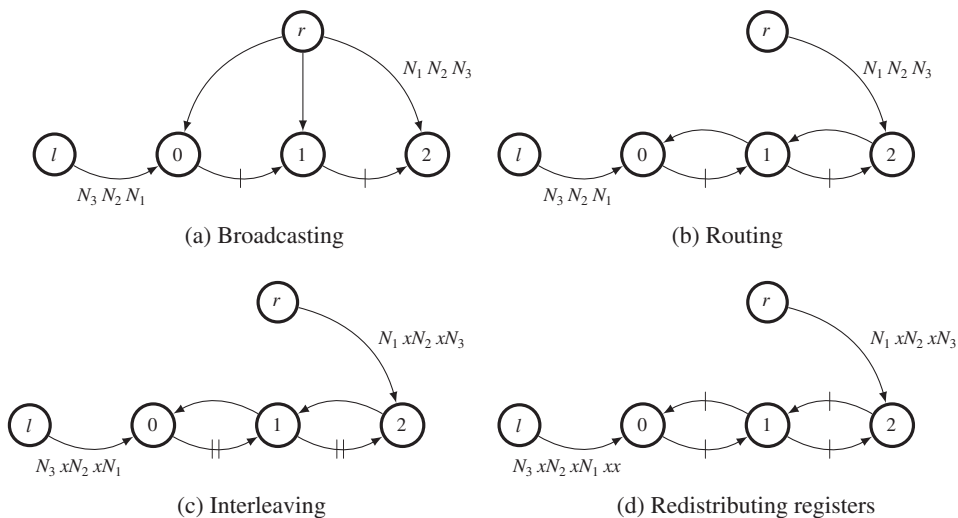 r
N₁ N₂ N₃
l
0
1
2
N₃ N₂ N₁
(a) Broadcasting
r
N₁ N₂ N₃
l
0
1
2
N₃ N₂ N₁
(b) Routing
r
N₁ xN₂ xN₃
l
0
1
2
N₃ xN₂ xN₁
(c) Interleaving
r
N₁ xN₂ xN₃
l
0
1
2
N₃ xN₂ xN₁ xx
(d) Redistributing registers